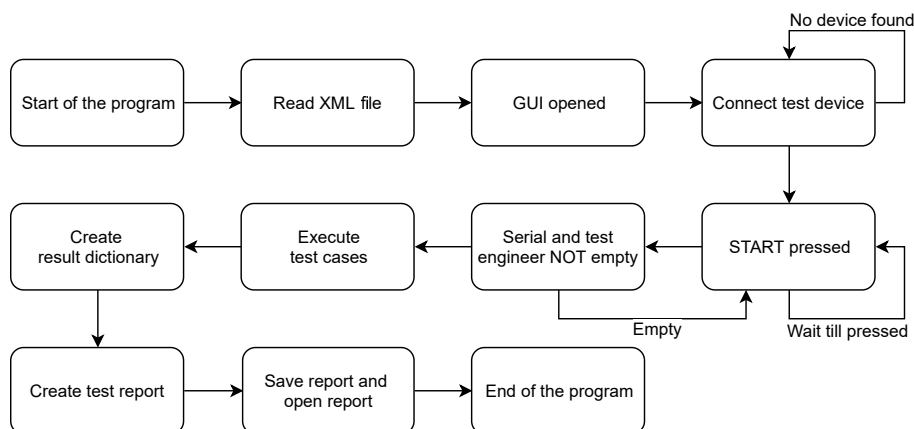 No device found
Start of the program
Read XML file
GUI opened
Connect test device
Create
result dictionary
Execute
test cases
Serial and test
engineer NOT empty
START pressed
Empty
Wait till pressed
Create test report
Save report and
open report
End of the program